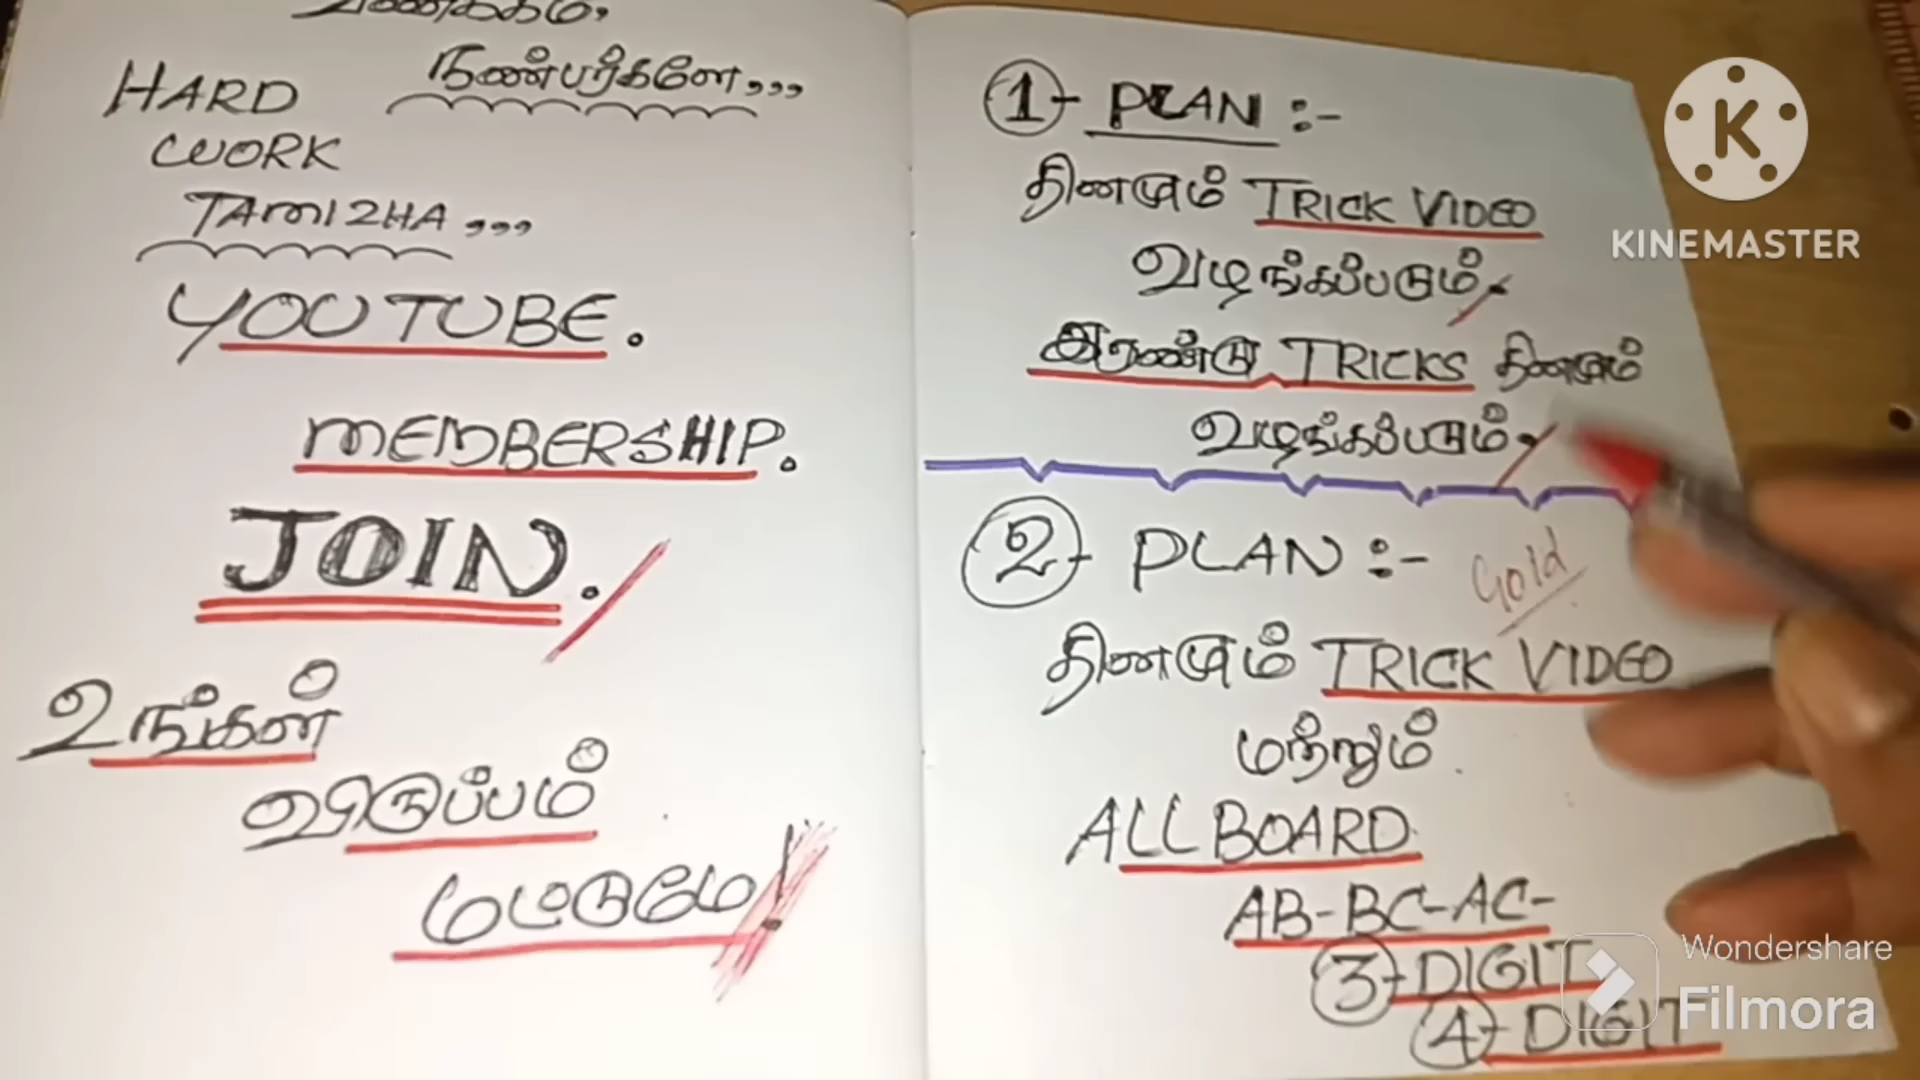 வணக்கம்,
நண்பர்களே,,,
HARD
WORK
TAMIZHA,,,
YOUTUBE.
MEMBERSHIP.
JOIN.
உங்கள்
விருப்பம்
மட்டுமே!
1- PLAN :-
தினமும் TRICK VIDEO
வழங்கப்படும்.
இரண்டு TRICKS தினமும்
வழங்கப்படும்.
2- PLAN :- Gold
தினமும் TRICK VIDEO
மற்றும்
ALL BOARD
AB-BC-AC-
3-DIGIT
4-DIGIT
K
KINEMASTER
Wondershare
Filmora